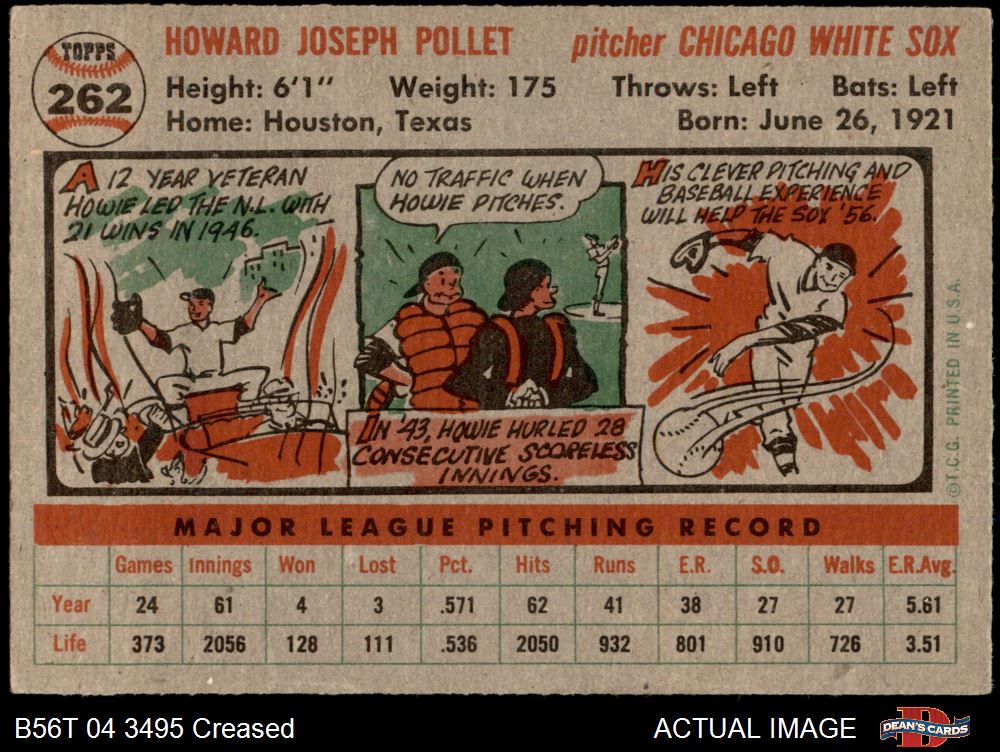 TOPPS
262
HOWARD JOSEPH POLLET pitcher CHICAGO WHITE SOX
Height: 6'1" Weight: 175 Throws: Left Bats: Left
Home: Houston, Texas Born: June 26, 1921
A 12 YEAR VETERAN
HOWIE LED THE N.L. WITH
21 WINS IN 1946.
NO TRAFFIC WHEN
HOWIE PITCHES.
IN '43, HOWIE HURLED 28
CONSECUTIVE SCORELESS
INNINGS.
HIS CLEVER PITCHING AND
BASEBALL EXPERIENCE
WILL HELP THE SOX '56.
©T.C.G. PRINTED IN U.S.A.
MAJOR LEAGUE PITCHING RECORD
Games Innings Won Lost Pct. Hits Runs E.R. S.O. Walks E.R.Avg.
Year 24 61 4 3 .571 62 41 38 27 27 5.61
Life 373 2056 128 111 .536 2050 932 801 910 726 3.51
B56T 04 3495 Creased ACTUAL IMAGE DEAN'S CARDS